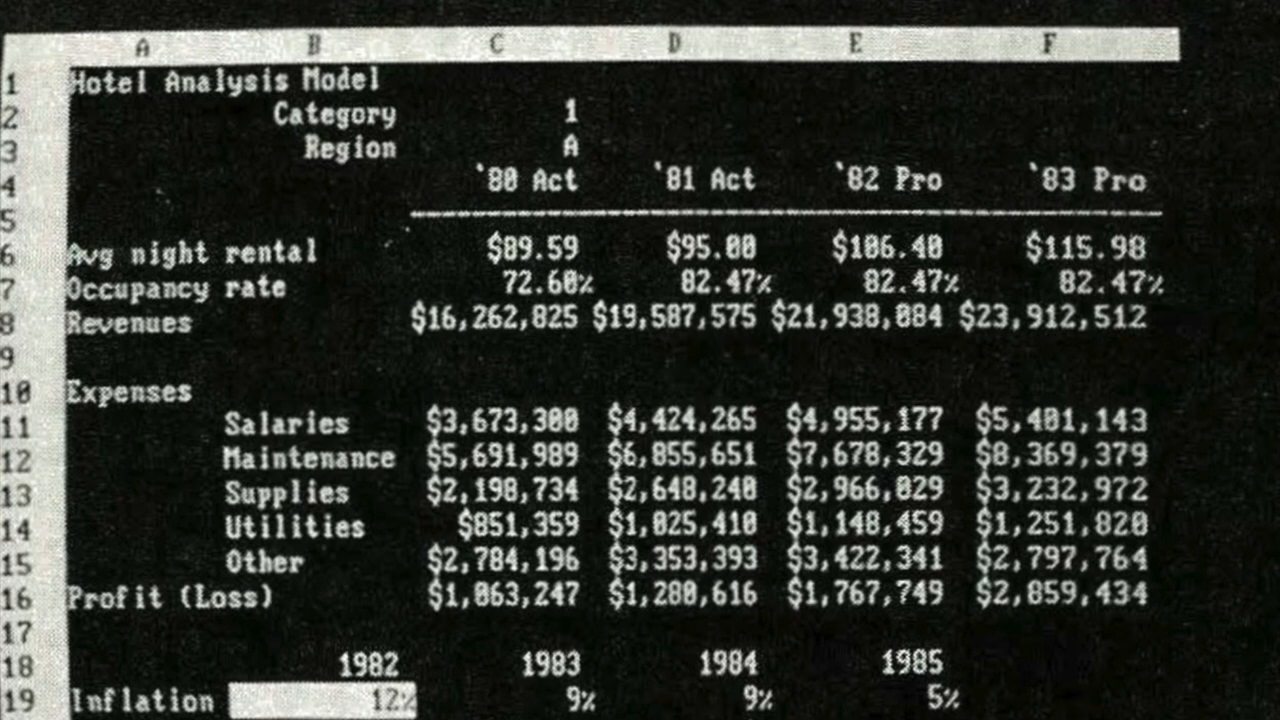 A B C D E F
1 Hotel Analysis Model
2 Category 1
3 Region A
4 `80 Act `81 Act `82 Pro `83 Pro
5
6 Avg night rental $89.59 $95.00 $106.40 $115.98
7 Occupancy rate 72.60% 82.47% 82.47% 82.47%
8 Revenues $16,262,825 $19,587,575 $21,938,084 $23,912,512
9
10 Expenses
11 Salaries $3,673,300 $4,424,265 $4,955,177 $5,401,143
12 Maintenance $5,691,989 $6,855,651 $7,678,329 $8,369,379
13 Supplies $2,198,734 $2,648,240 $2,966,029 $3,232,972
14 Utilities $851,359 $1,025,410 $1,148,459 $1,251,820
15 Other $2,784,196 $3,353,393 $3,422,341 $2,797,764
16 Profit (Loss) $1,063,247 $1,280,616 $1,767,749 $2,859,434
17
18 1982 1983 1984 1985
19 Inflation 12% 9% 9% 5%